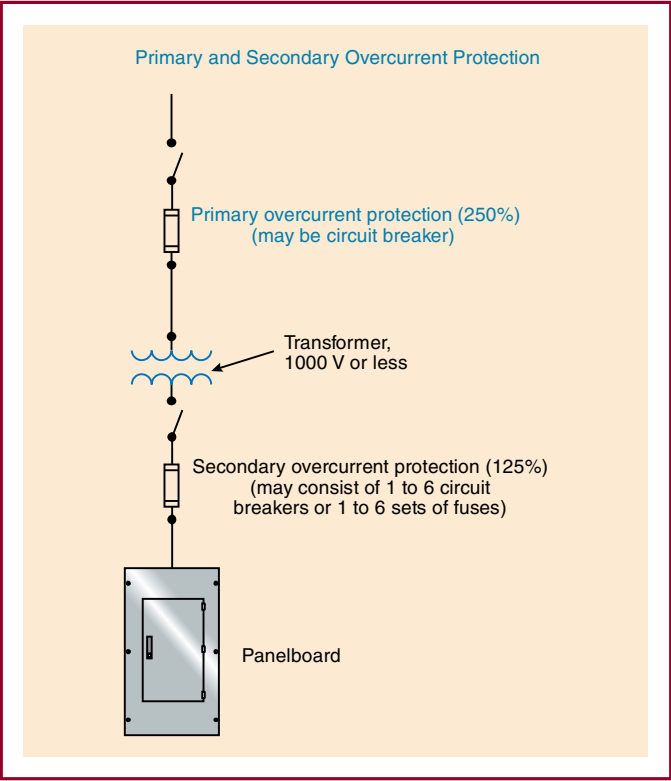 Primary and Secondary Overcurrent Protection
Primary overcurrent protection (250%)
(may be circuit breaker)
Transformer,
1000 V or less
Secondary overcurrent protection (125%)
(may consist of 1 to 6 circuit
breakers or 1 to 6 sets of fuses)
Panelboard